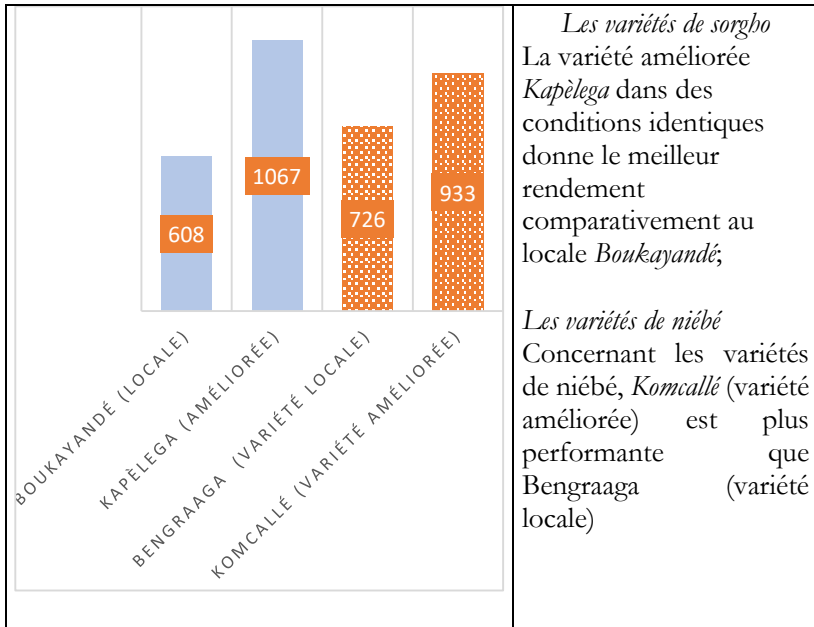 608
1067
726
933
BOUKAYANDÉ (LOCALE)
KAPÈLEGA (AMÉLIORÉE)
BENGRAAGA (VARIÉTÉ LOCALE)
KOMCALLÉ (VARIÉTÉ AMÉLIORÉE)
Les variétés de sorgho
La variété améliorée
Kapèlega dans des
conditions identiques
donne le meilleur
rendement
comparativement au
locale Boukayandé;
Les variétés de niébé
Concernant les variétés
de niébé, Komcallé (variété
améliorée) est plus
performante que
Bengraaga (variété
locale)